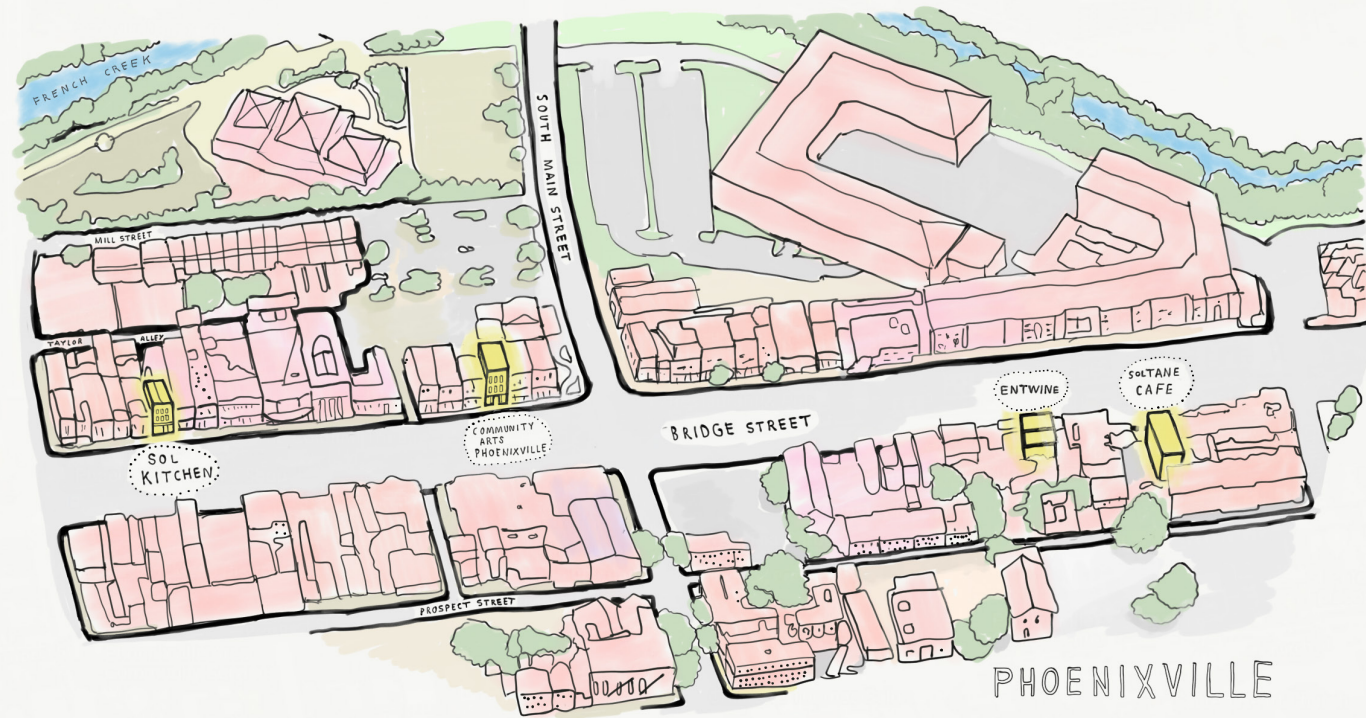 FRENCH CREEK
SOUTH MAIN STREET
MILL STREET
TAYLOR ALLEY
SOL
KITCHEN
COMMUNITY
ARTS
PHOENIXVILLE
BRIDGE STREET
ENTWINE
SOLTANE
CAFE
PROSPECT STREET
PHOENIXVILLE